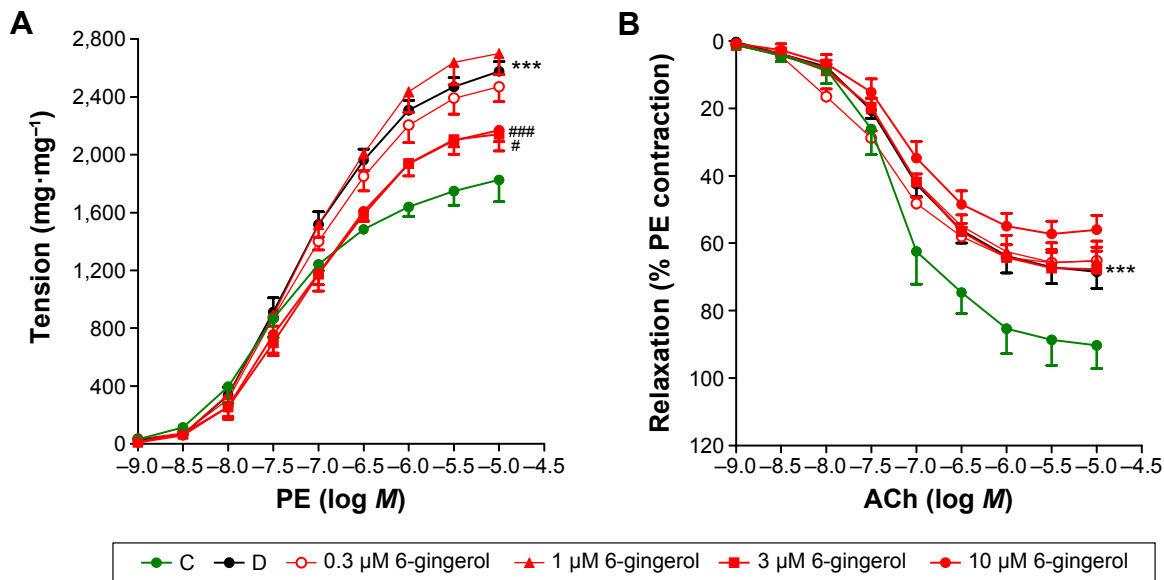 A
Tension (mg·mg⁻¹)
2,800
2,400
2,000
1,600
1,200
800
400
0
***
###
#
–9.0 –8.5 –8.0 –7.5 –7.0 –6.5 –6.0 –5.5 –5.0 –4.5
PE (log M)
B
Relaxation (% PE contraction)
0
20
40
60
80
100
120
***
–9.0 –8.5 –8.0 –7.5 –7.0 –6.5 –6.0 –5.5 –5.0 –4.5
ACh (log M)
C D 0.3 µM 6-gingerol 1 µM 6-gingerol 3 µM 6-gingerol 10 µM 6-gingerol